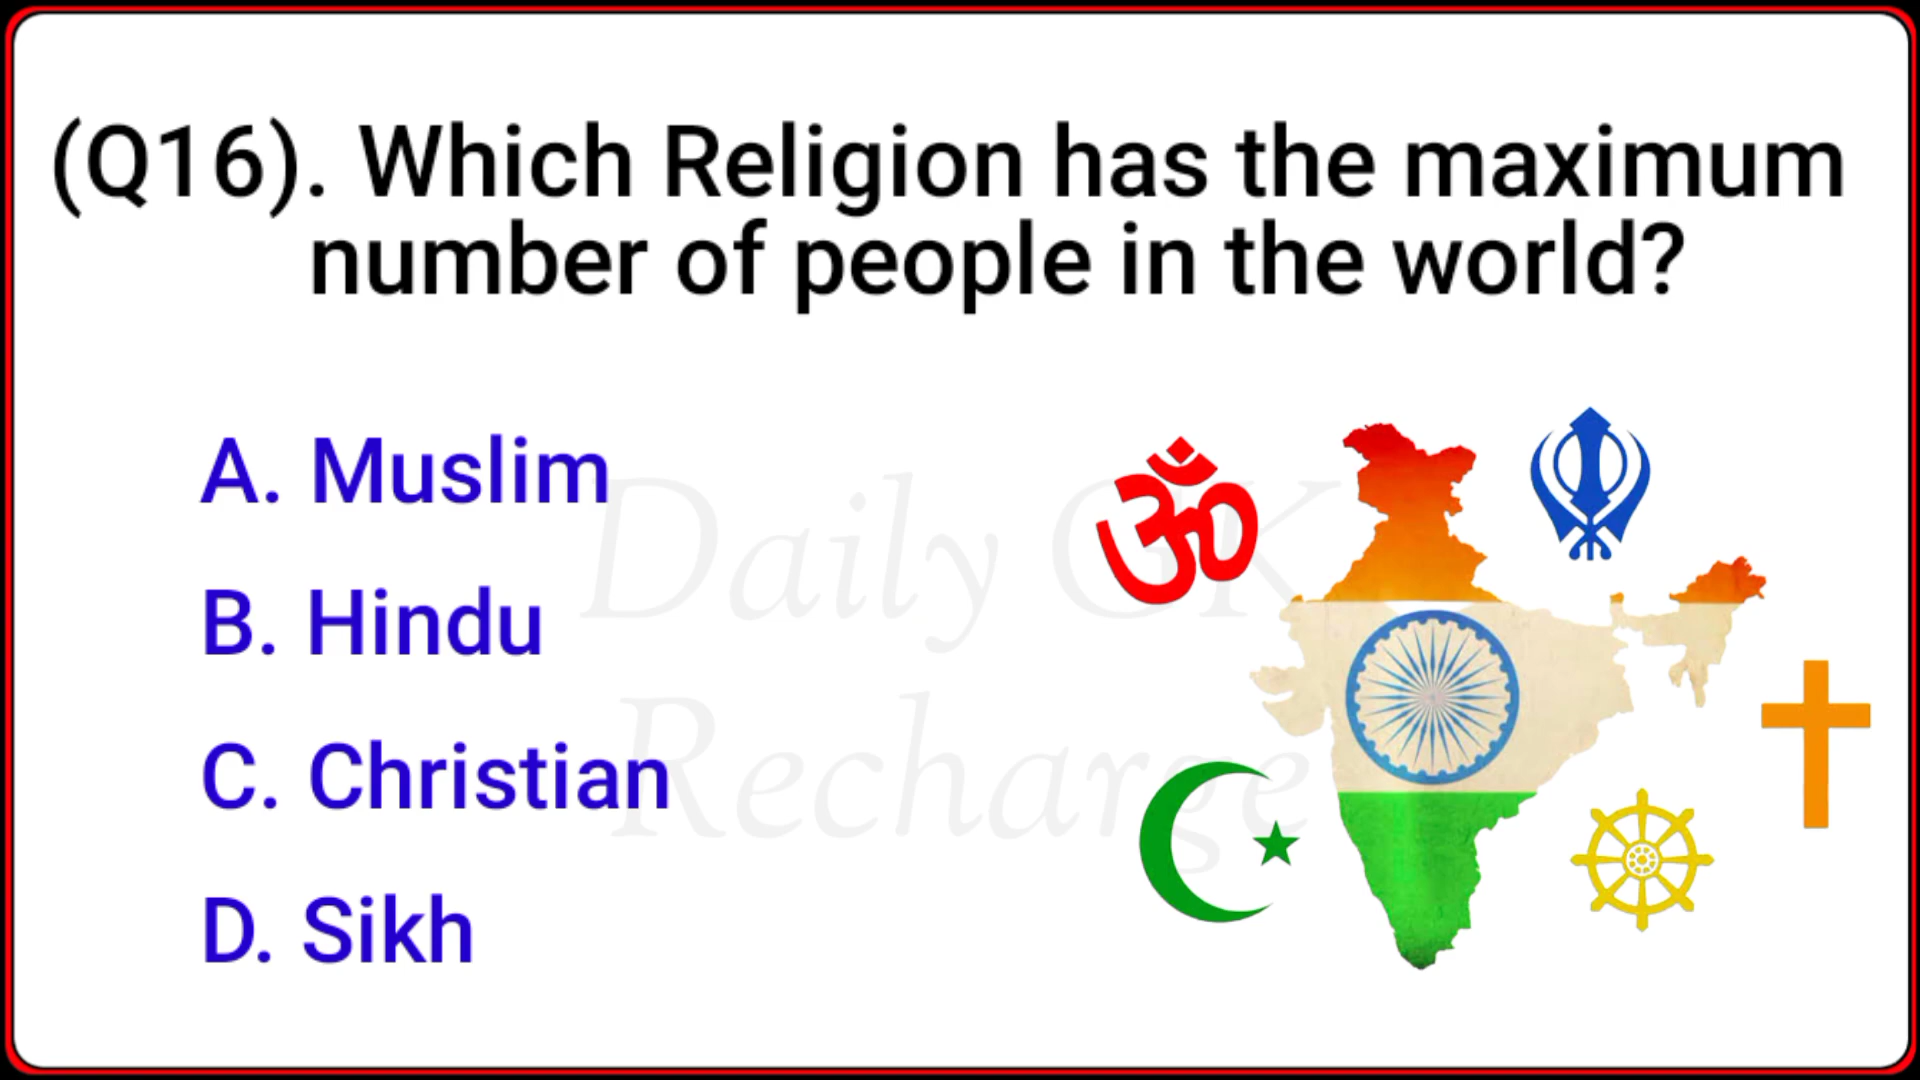 (Q16). Which Religion has the maximum
number of people in the world?
A. Muslim
B. Hindu
C. Christian
D. Sikh
Daily GK
Recharge
ॐ